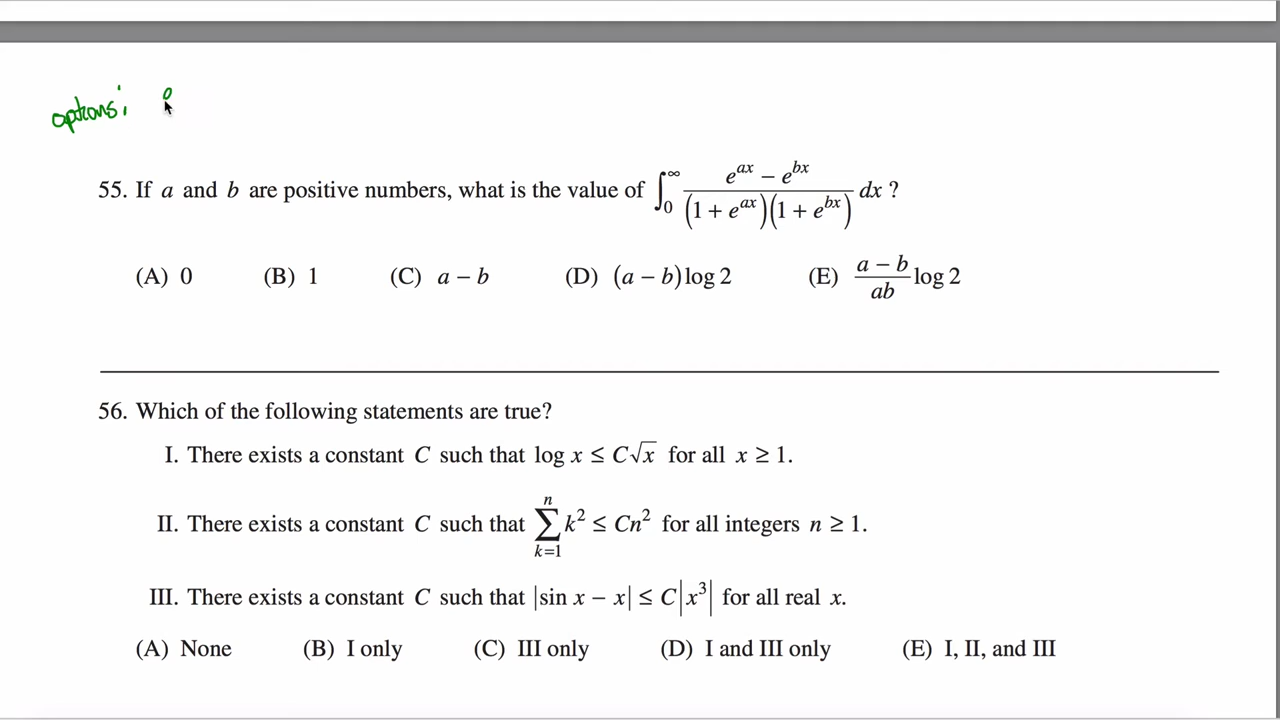 options:
55. If a and b are positive numbers, what is the value of ∫₀^∞ (e^{ax} − e^{bx}) / ((1 + e^{ax})(1 + e^{bx})) dx ?
(A) 0 (B) 1 (C) a − b (D) (a − b) log 2 (E) (a − b)/(ab) log 2
56. Which of the following statements are true?
I. There exists a constant C such that log x ≤ C√x for all x ≥ 1.
II. There exists a constant C such that ∑_{k=1}^{n} k² ≤ Cn² for all integers n ≥ 1.
III. There exists a constant C such that |sin x − x| ≤ C|x³| for all real x.
(A) None (B) I only (C) III only (D) I and III only (E) I, II, and III